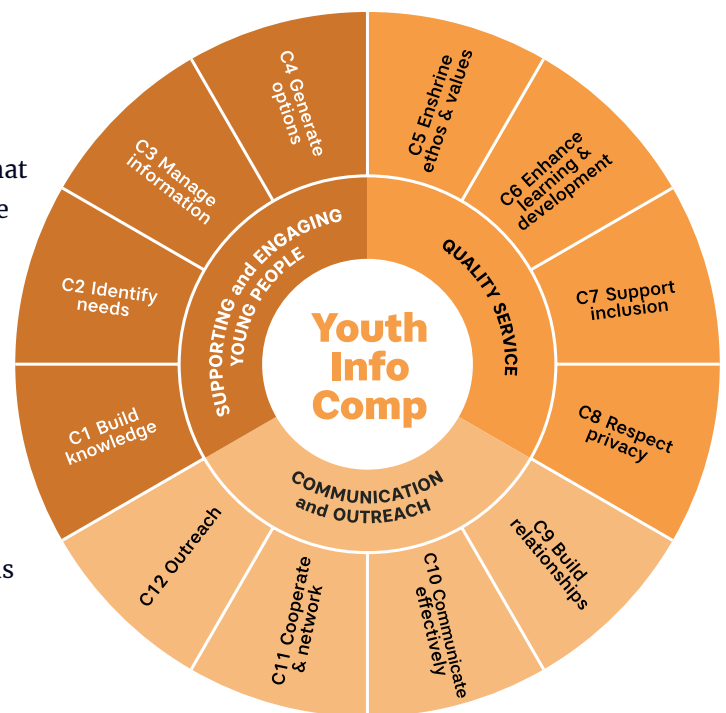 nat
e
s
Youth
Info
Comp
SUPPORTING and ENGAGING
YOUNG PEOPLE
C1 Build
knowledge
C2 Identify
needs
C3 Manage
information
C4 Generate
options
QUALITY SERVICE
C5 Enshrine
ethos & values
C6 Enhance
learning &
development
C7 Support
inclusion
C8 Respect
privacy
COMMUNICATION
and OUTREACH
C9 Build
relationships
C10 Communicate
effectively
C11 Cooperate
& network
C12 Outreach